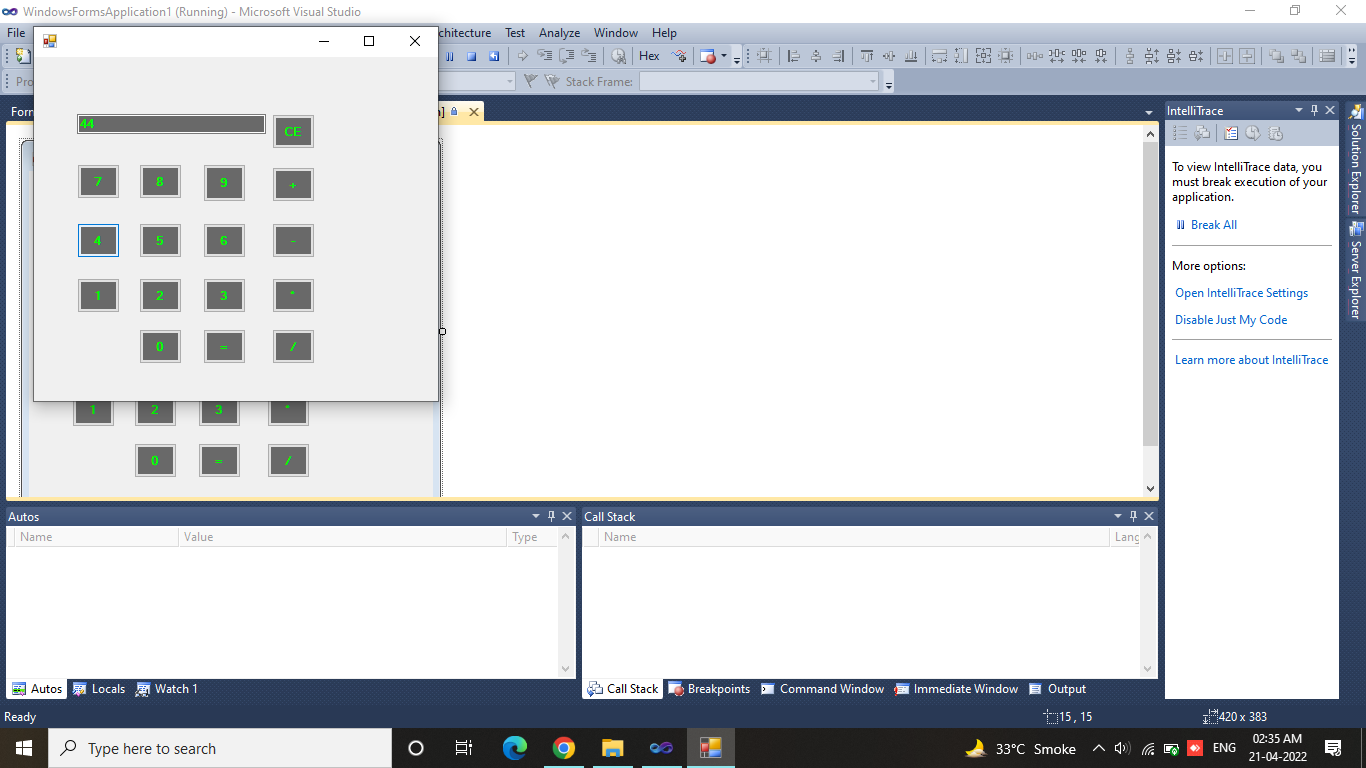 WindowsFormsApplication1 (Running) - Microsoft Visual Studio
File
chitecture Test Analyze Window Help
Hex
Stack Frame:
44
CE
7 8 9 +
4 5 6 -
1 2 3 *
0 = /
1 2 3 *
0 = /
IntelliTrace
To view IntelliTrace data, you
must break execution of your
application.
Break All
More options:
Open IntelliTrace Settings
Disable Just My Code
Learn more about IntelliTrace
Solution Explorer
Server Explorer
Autos
Name Value Type
Call Stack
Name Lang
Autos Locals Watch 1
Call Stack Breakpoints Command Window Immediate Window Output
Ready
15 , 15
420 x 383
Type here to search
33°C Smoke
ENG
02:35 AM
21-04-2022